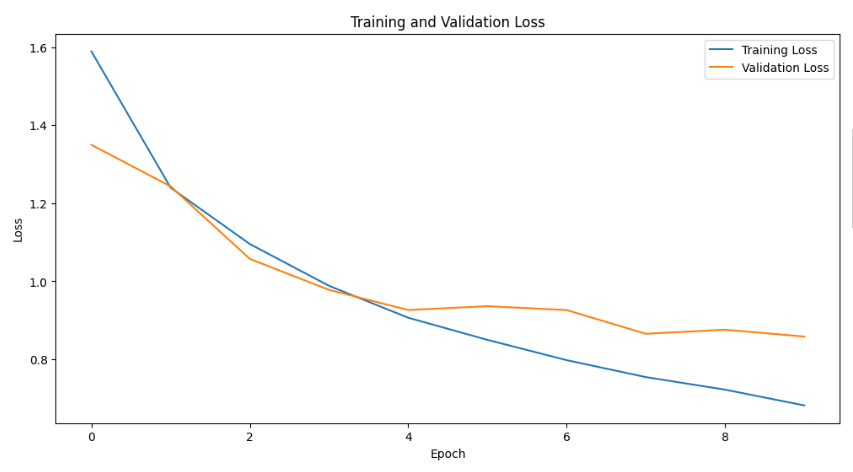 Training and Validation Loss
Training Loss
Validation Loss
1.6
1.4
1.2
1.0
0.8
Loss
0 2 4 6 8
Epoch